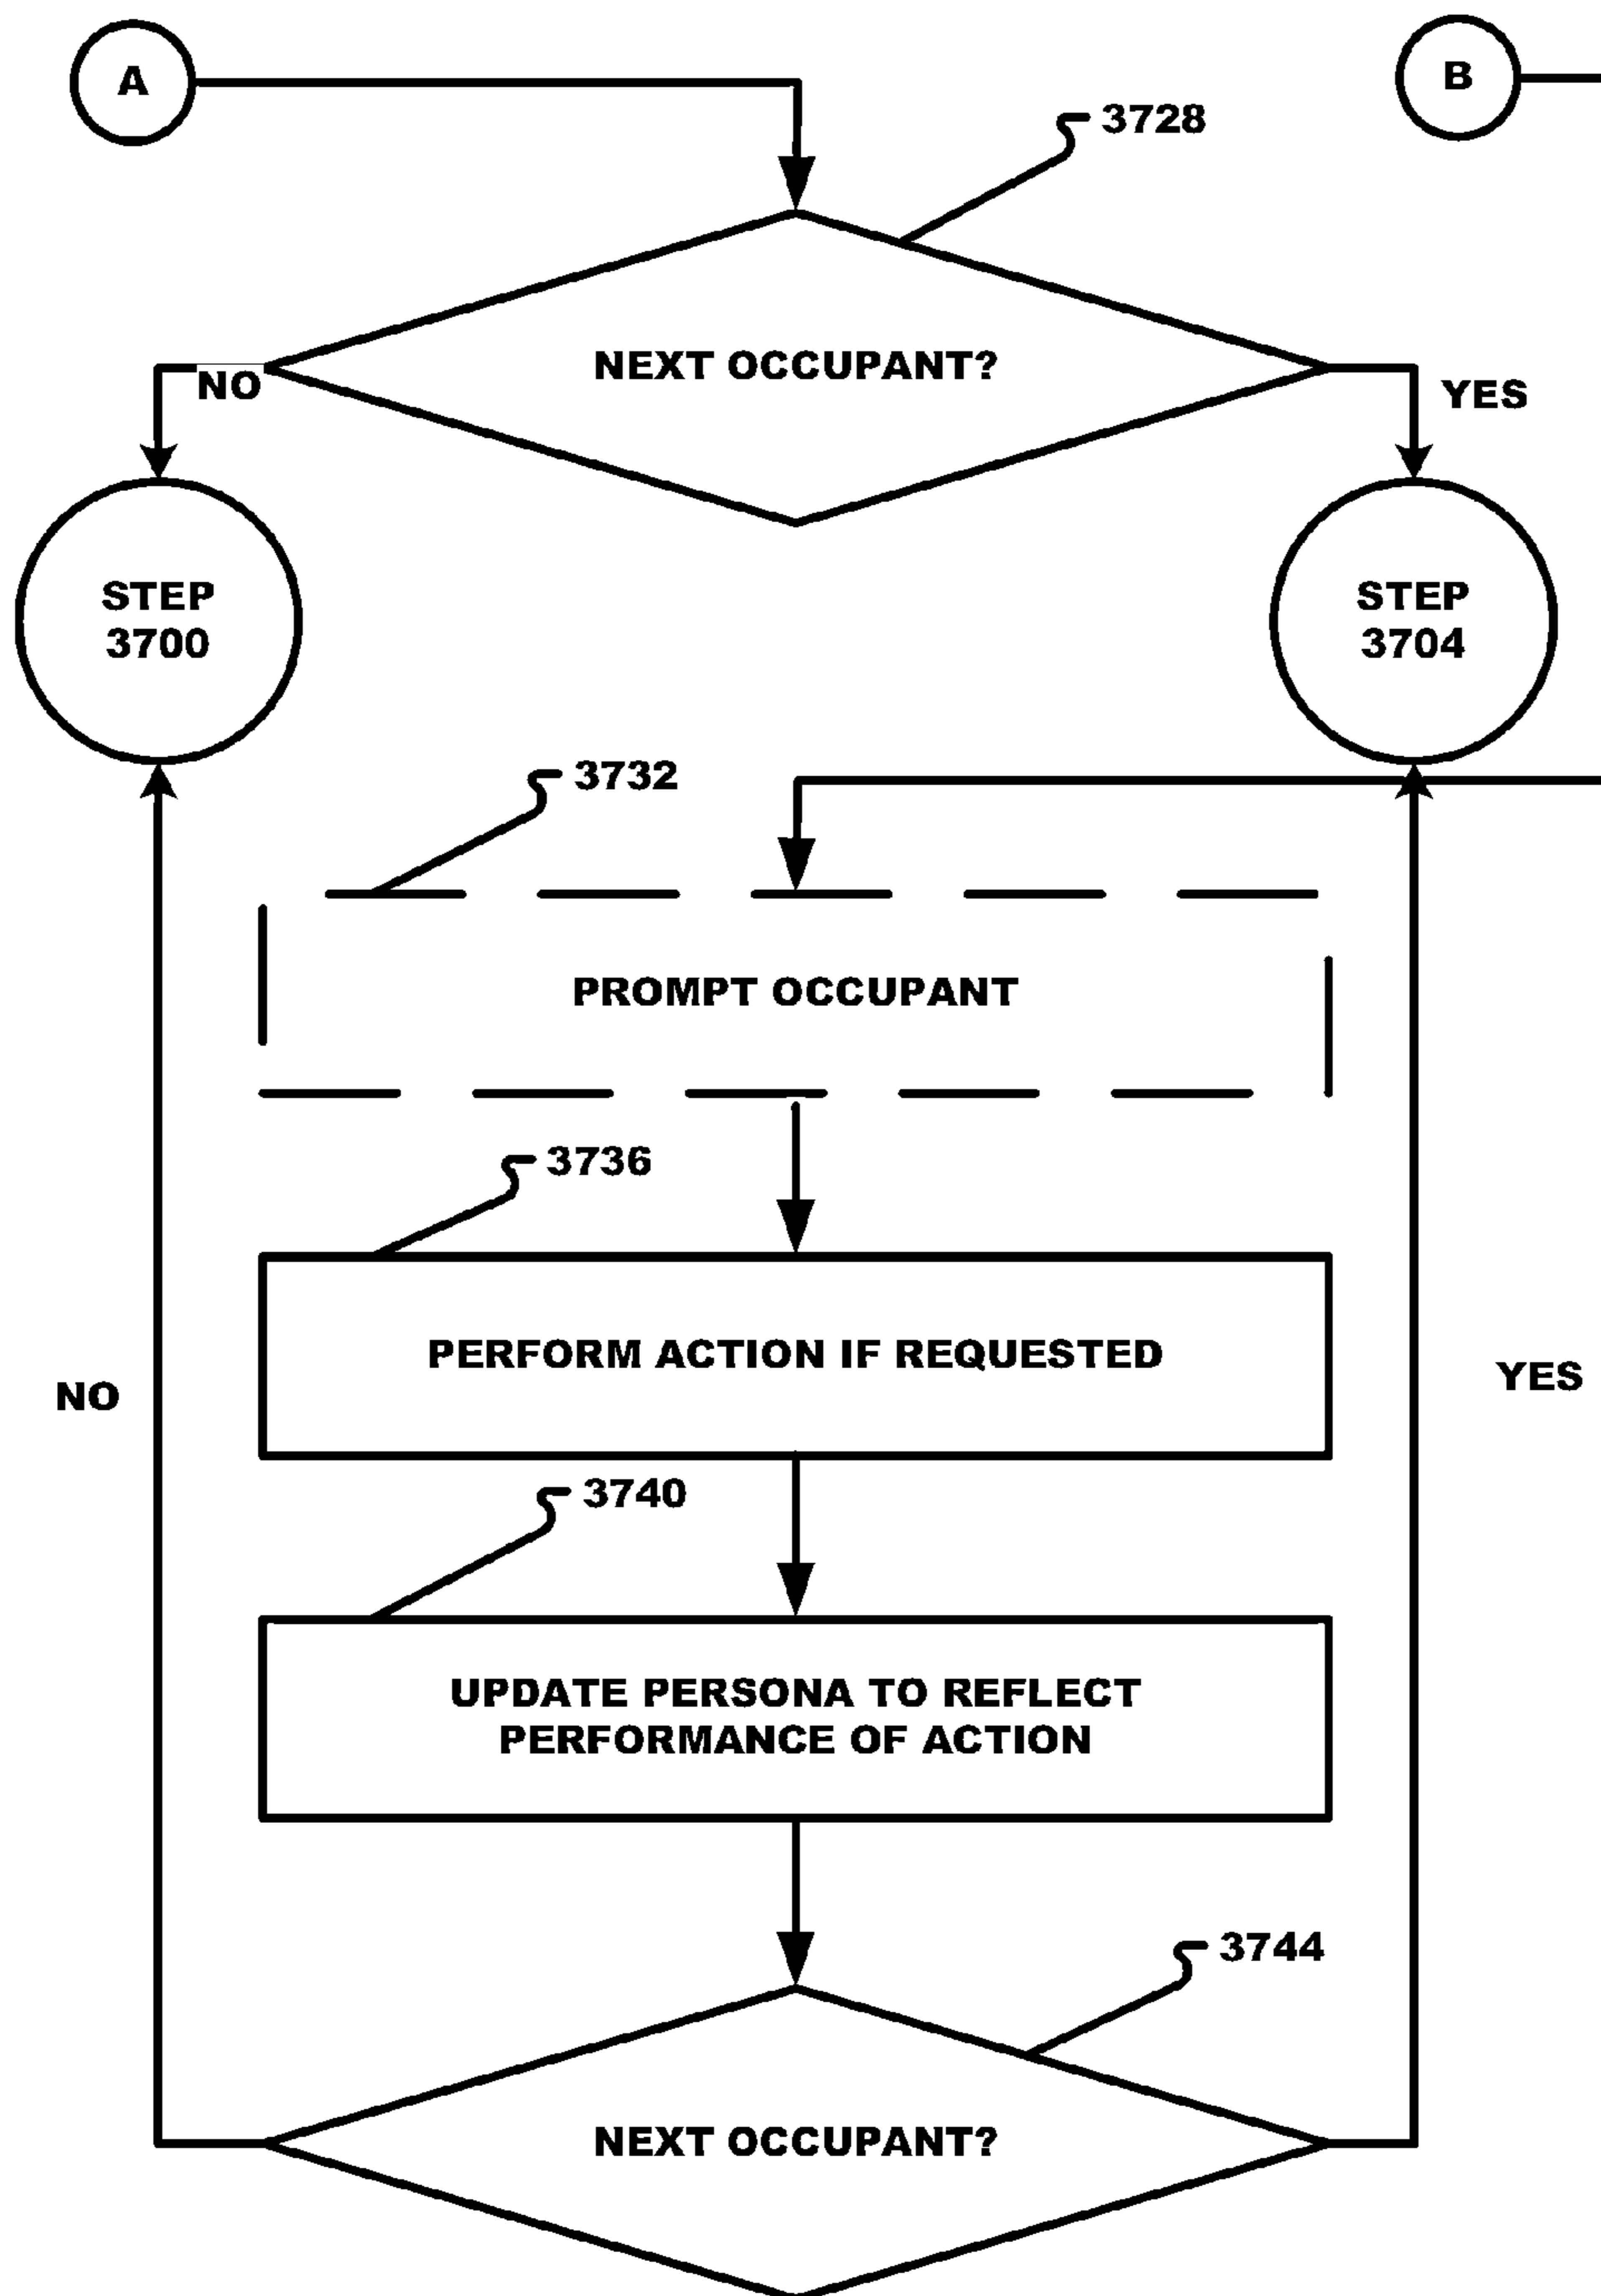 A
B
3728
NEXT OCCUPANT?
NO
YES
STEP
3700
STEP
3704
3732
PROMPT OCCUPANT
3736
PERFORM ACTION IF REQUESTED
NO
YES
3740
UPDATE PERSONA TO REFLECT
PERFORMANCE OF ACTION
3744
NEXT OCCUPANT?